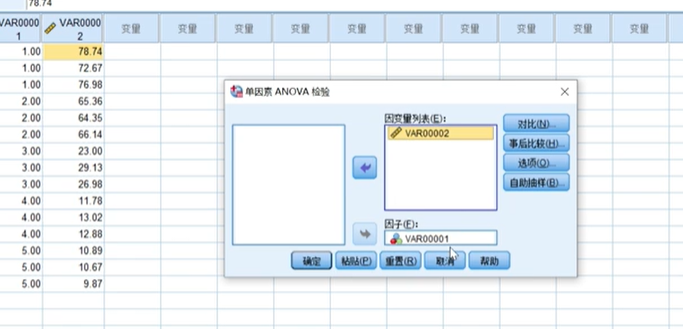 78.74
VAR0000
1
VAR0000
2
变量
变量
变量
变量
变量
变量
变量
变量
变量
变量
1.00 78.74
1.00 72.67
1.00 76.98
2.00 65.36
2.00 64.35
2.00 66.14
3.00 23.00
3.00 29.13
3.00 26.98
4.00 11.78
4.00 13.02
4.00 12.88
5.00 10.89
5.00 10.67
5.00 9.87
单因素 ANOVA 检验
因变量列表(E):
VAR00002
因子(F):
VAR00001
对比(N)...
事后比较(H)...
选项(O)...
自助抽样(B)...
确定
粘贴(P)
重置(R)
取消
帮助